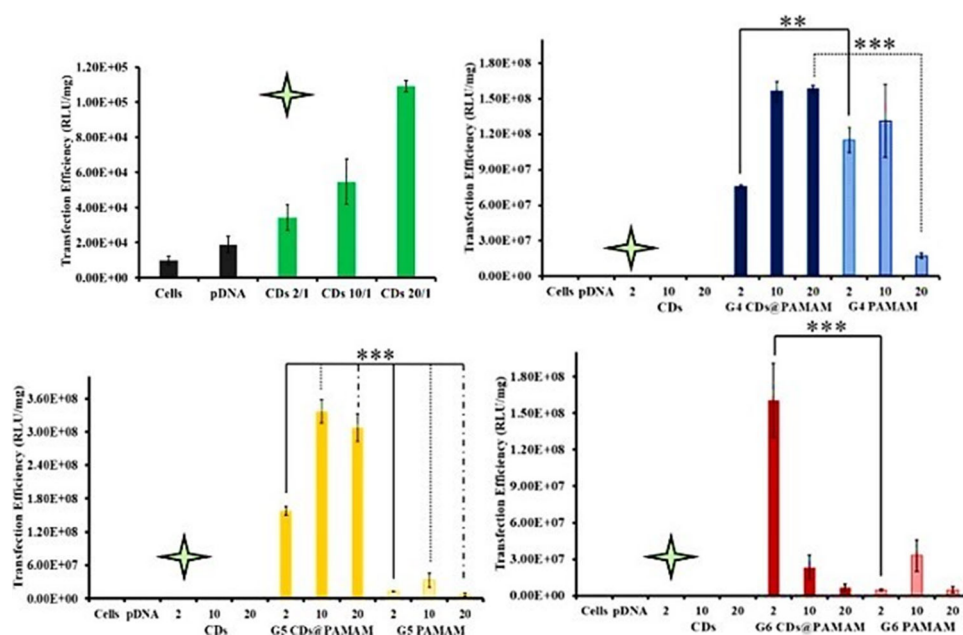 Transfection Efficiency (RLU/mg)
1.20E+05
1.00E+05
8.00E+04
6.00E+04
4.00E+04
2.00E+04
0.00E+00
Cells pDNA CDs 2/1 CDs 10/1 CDs 20/1
**
***
Transfection Efficiency (RLU/mg)
1.80E+08
1.50E+08
1.20E+08
9.00E+07
6.00E+07
3.00E+07
0.00E+00
Cells pDNA 2 10 20 2 10 20 2 10 20
CDs G4 CDs@PAMAM G4 PAMAM
***
Transfection Efficiency (RLU/mg)
3.60E+08
3.00E+08
2.40E+08
1.80E+08
1.20E+08
6.00E+07
0.00E+00
Cells pDNA 2 10 20 2 10 20 2 10 20
CDs G5 CDs@PAMAM G5 PAMAM
***
Transfection Efficiency (RLU/mg)
1.80E+08
1.50E+08
1.20E+08
9.00E+07
6.00E+07
3.00E+07
0.00E+00
Cells pDNA 2 10 20 2 10 20 2 10 20
CDs G6 CDs@PAMAM G6 PAMAM